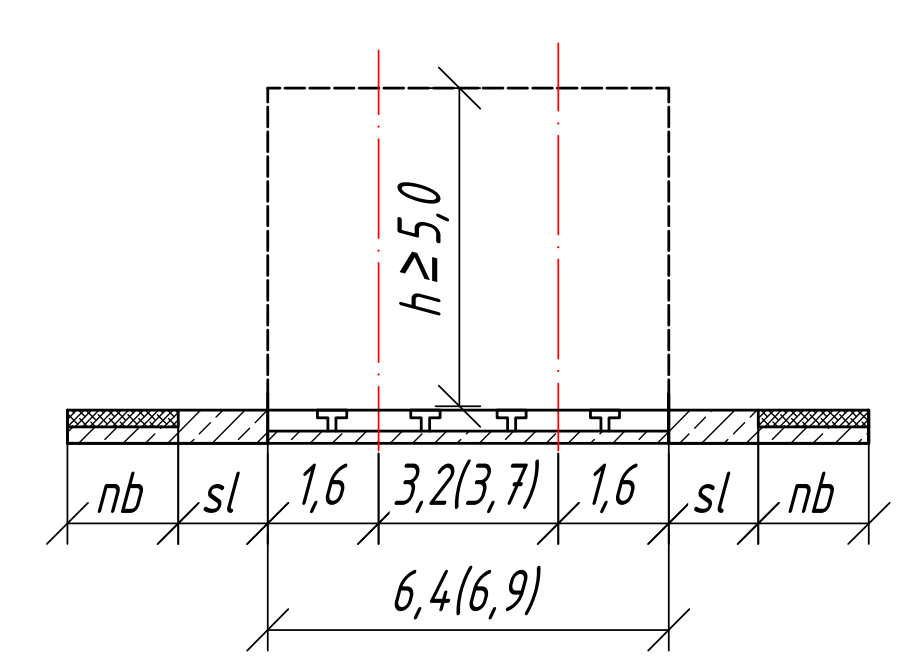 h≥5,0
nb sl 1,6 3,2(3,7) 1,6 sl nb
6,4(6,9)